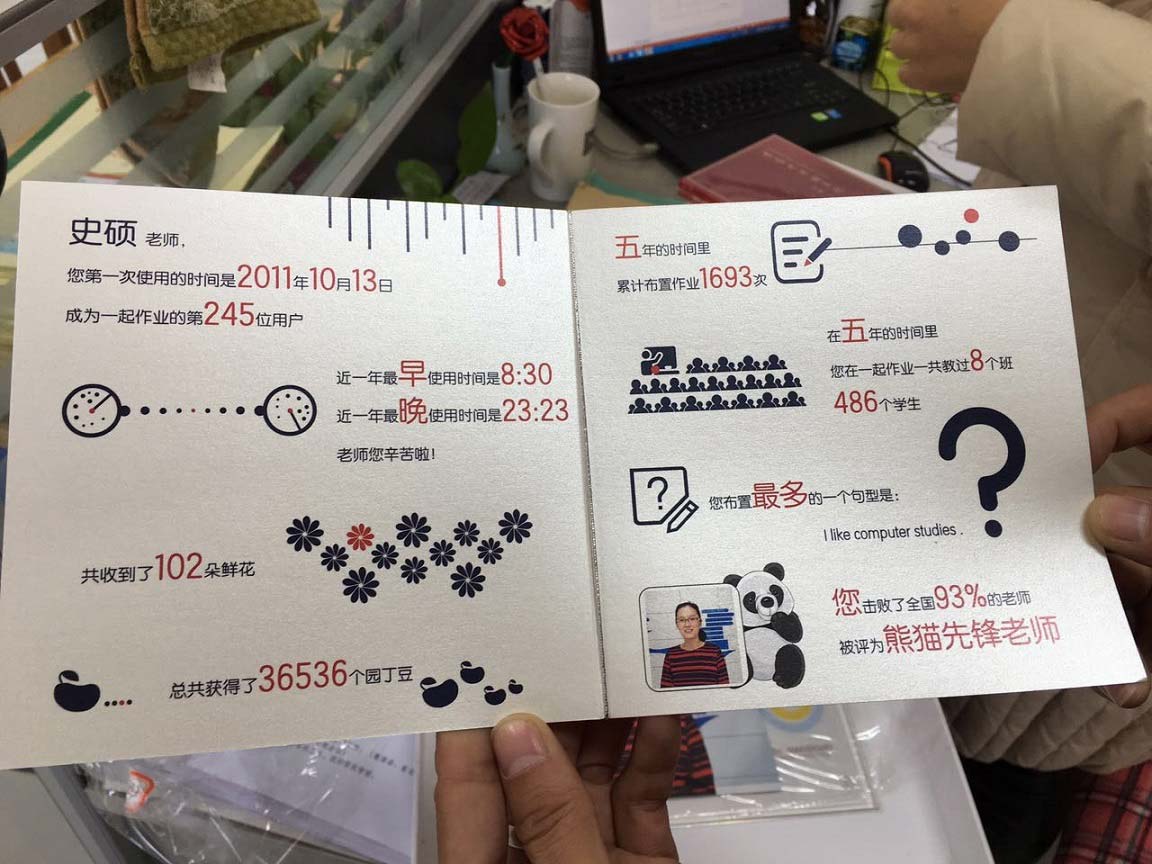 史硕 老师，
您第一次使用的时间是2011年10月13日
成为一起作业的第245位用户
近一年最早使用时间是8:30
近一年最晚使用时间是23:23
老师您辛苦啦！
共收到了102朵鲜花
总共获得了36536个园丁豆
五年的时间里
累计布置作业1693次
在五年的时间里
您在一起作业一共教过8个班
486个学生
您布置最多的一个句型是：
I like computer studies .
您击败了全国93%的老师
被评为熊猫先锋老师